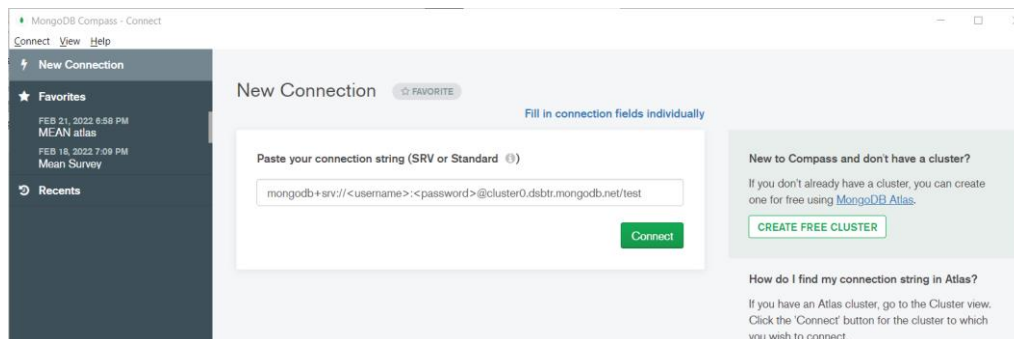 MongoDB Compass - Connect
Connect View Help
New Connection
Favorites
FEB 21, 2022 6:58 PM
MEAN atlas
FEB 18, 2022 7:09 PM
Mean Survey
Recents
New Connection
FAVORITE
Fill in connection fields individually
Paste your connection string (SRV or Standard)
mongodb+srv://<username>:<password>@cluster0.dsbtr.mongodb.net/test
Connect
New to Compass and don't have a cluster?
If you don't already have a cluster, you can create
one for free using MongoDB Atlas.
CREATE FREE CLUSTER
How do I find my connection string in Atlas?
If you have an Atlas cluster, go to the Cluster view.
Click the 'Connect' button for the cluster to which
you wish to connect.